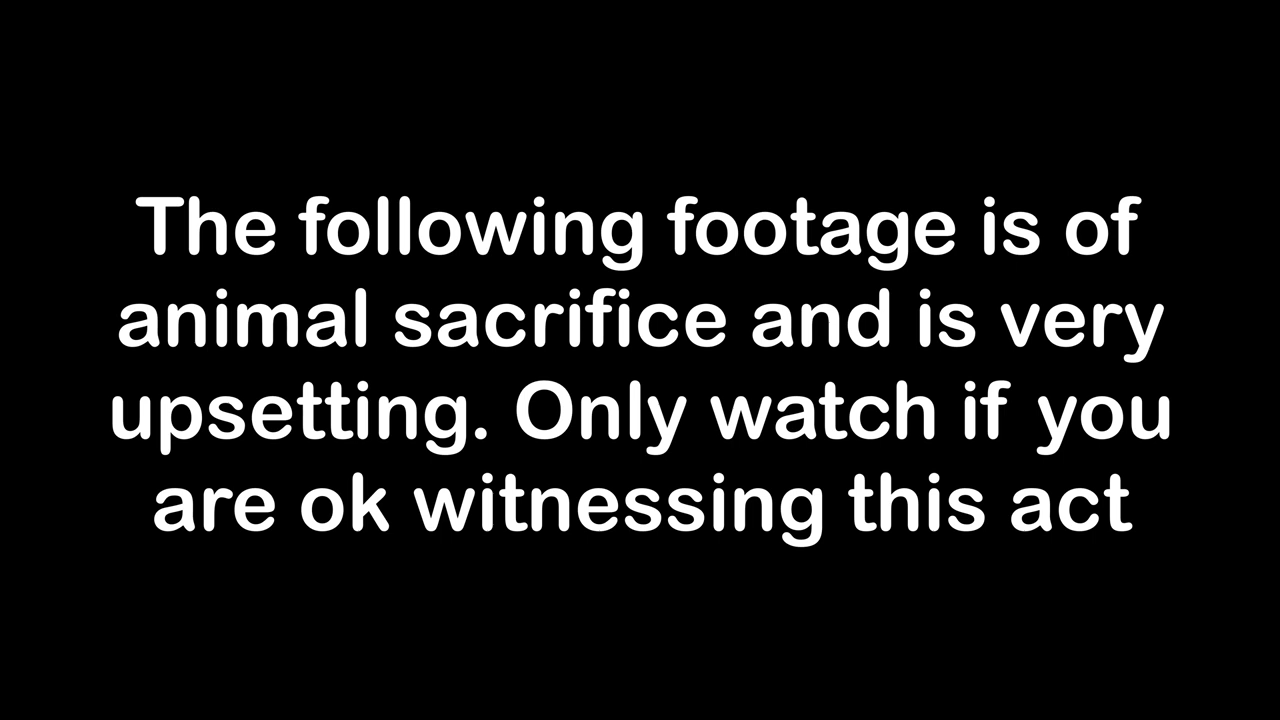 The following footage is of
animal sacrifice and is very
upsetting. Only watch if you
are ok witnessing this act